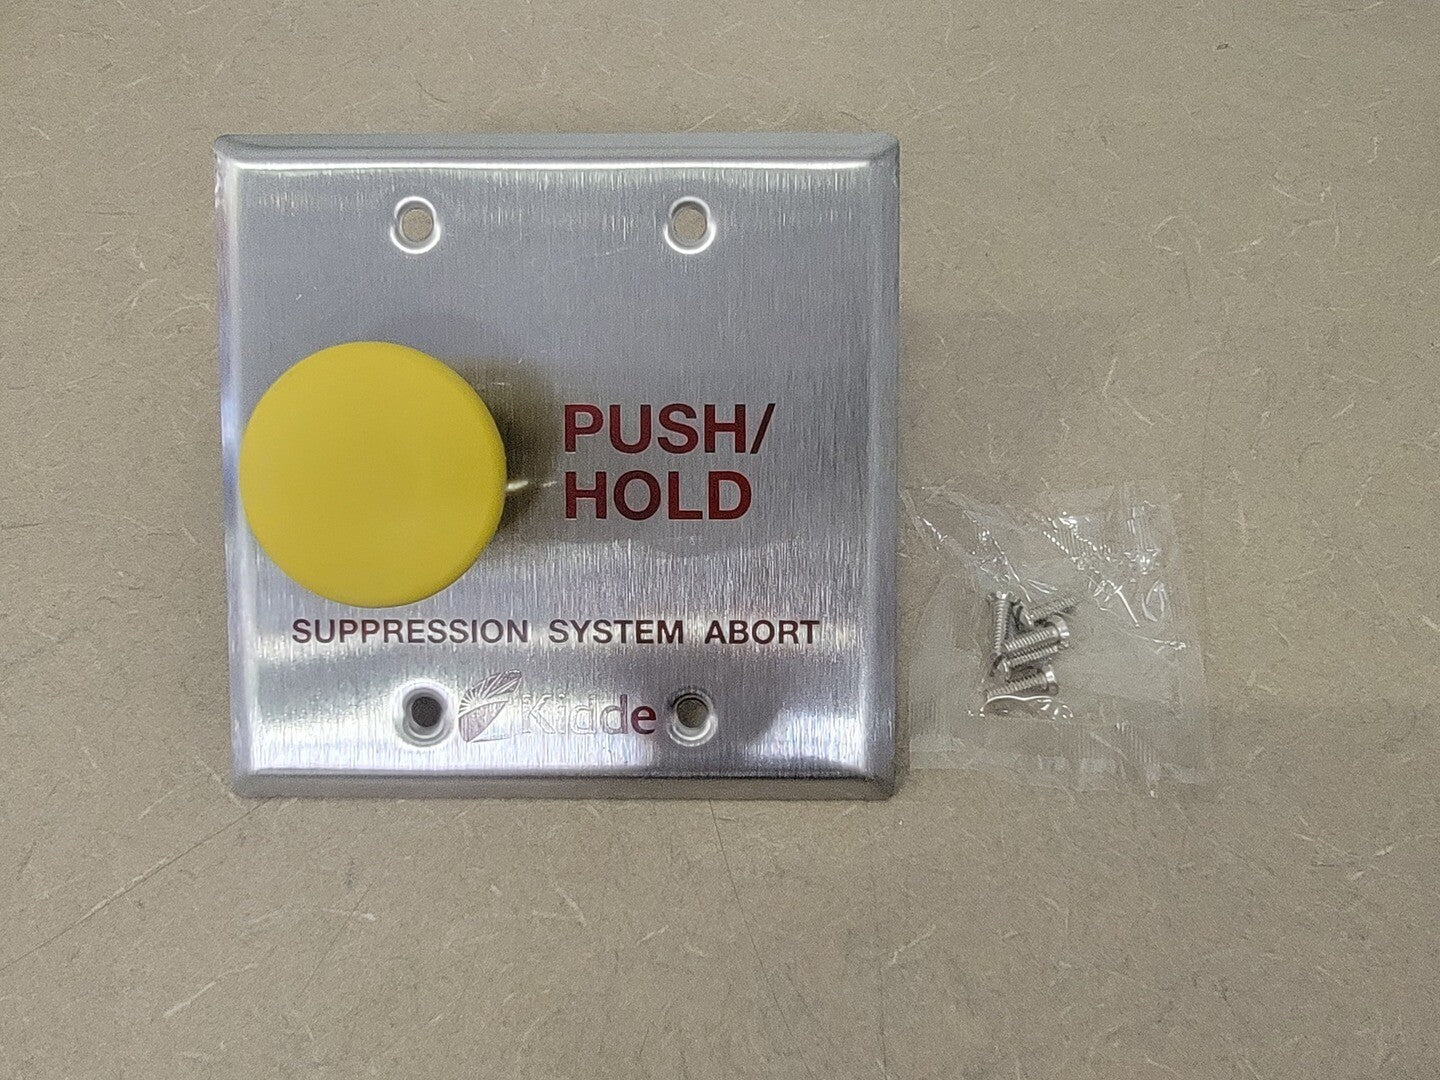 PUSH/
HOLD
SUPPRESSION SYSTEM ABORT
Kidde